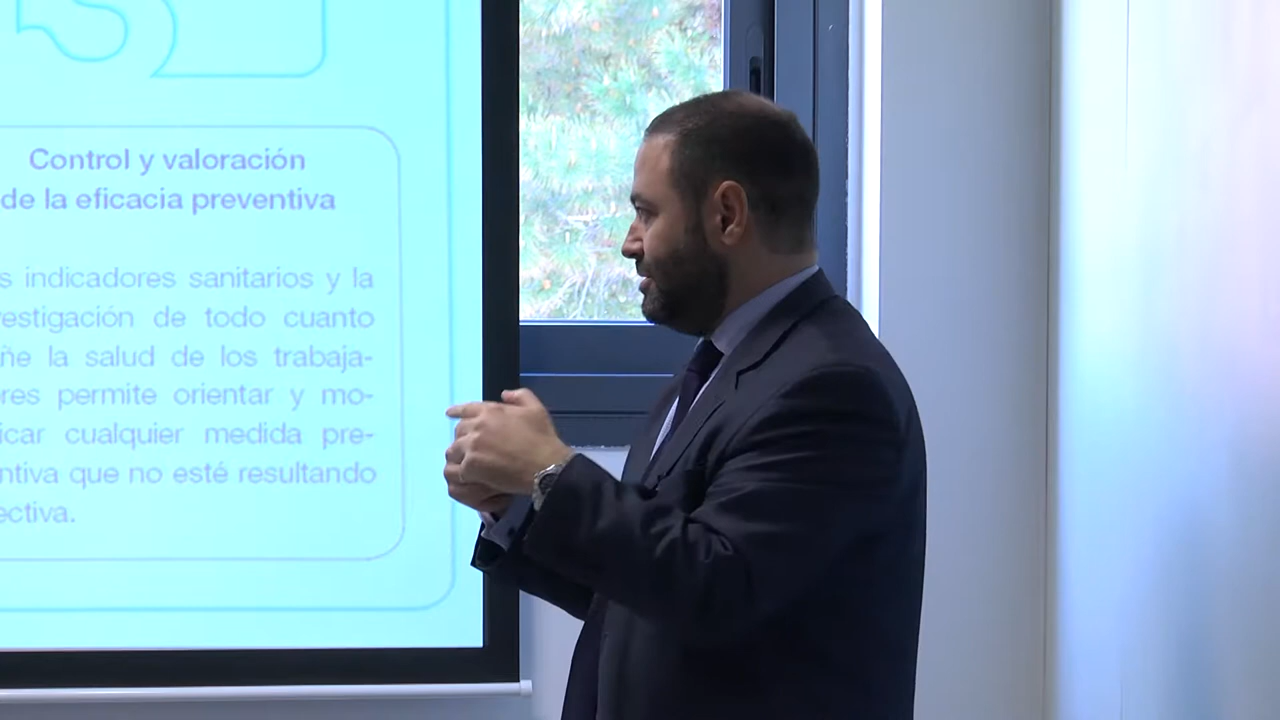 Control y valoración
de la eficacia preventiva
s indicadores sanitarios y la
vestigación de todo cuanto
ñe la salud de los trabaja-
res permite orientar y mo-
icar cualquier medida pre-
ntiva que no esté resultando
ectiva.